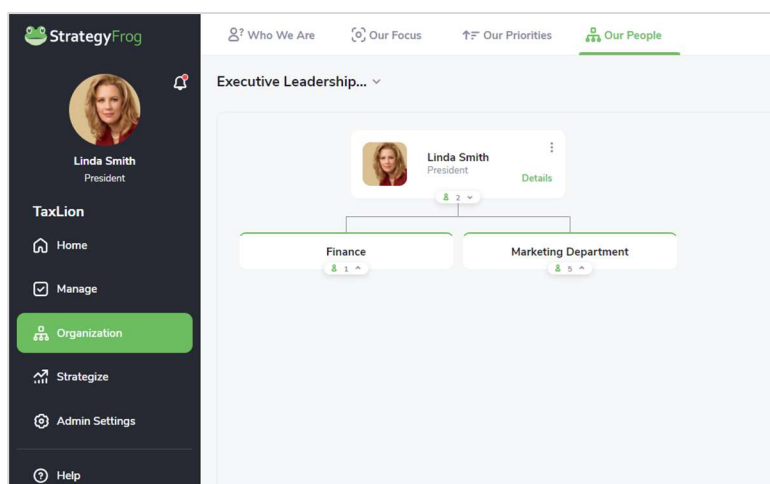 StrategyFrog
Who We Are
Our Focus
Our Priorities
Our People
Executive Leadership...
Linda Smith
President
TaxLion
Home
Manage
Organization
Strategize
Admin Settings
Help
Linda Smith
President
Details
2
Finance
1
Marketing Department
5